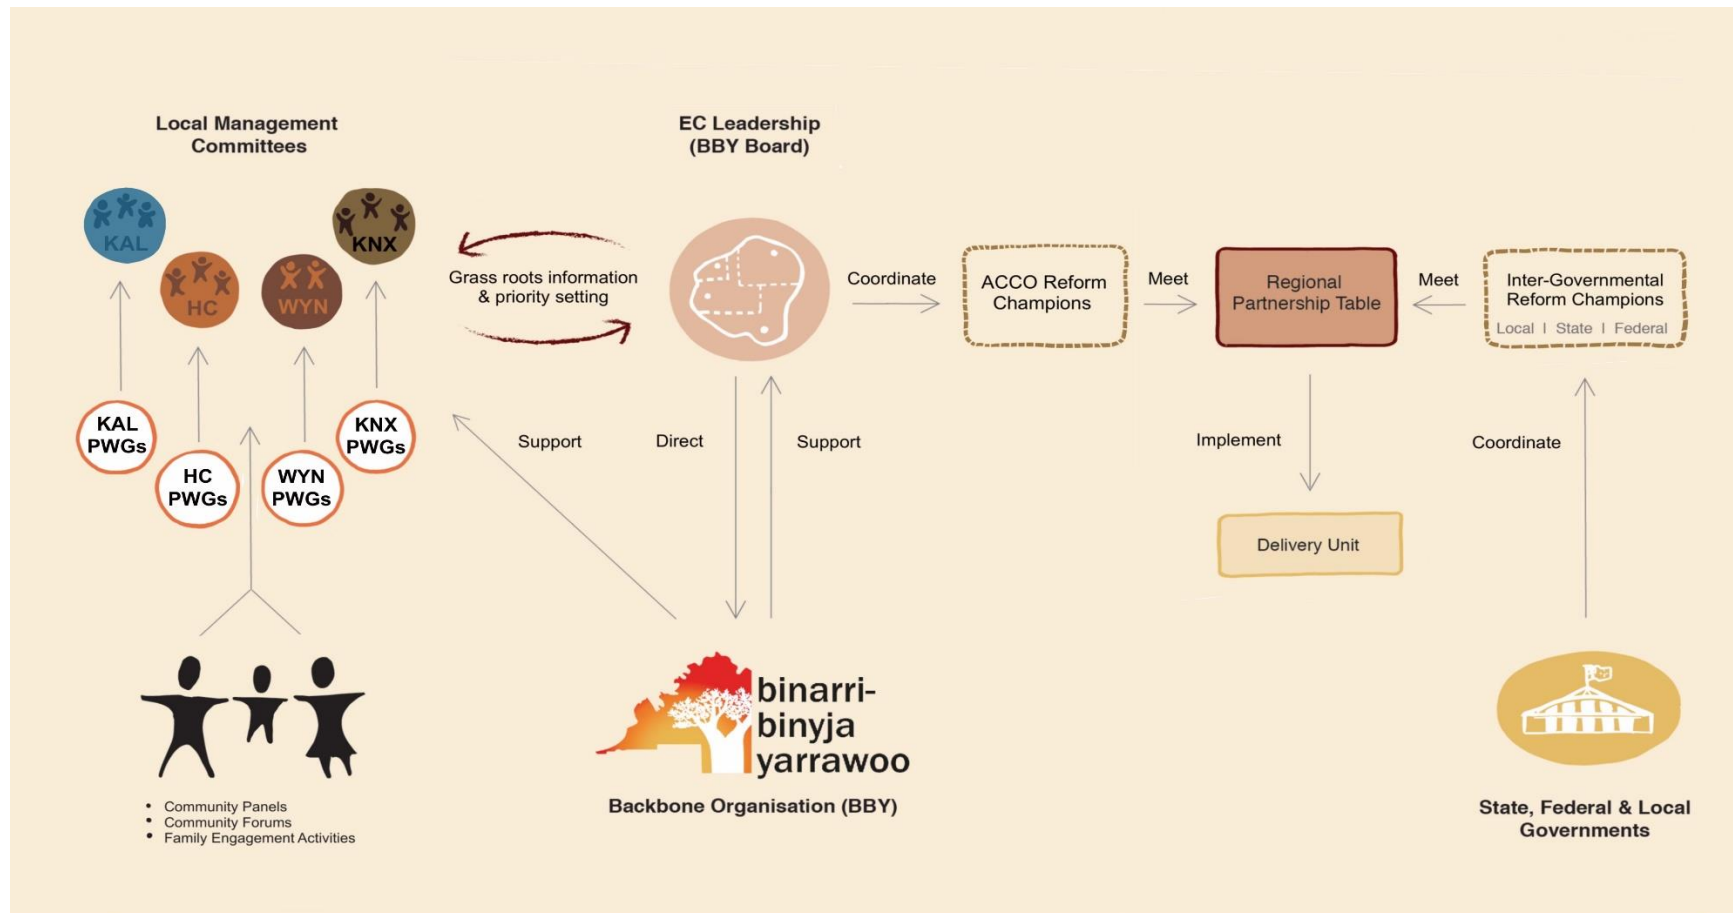 Local Management
Committees
EC Leadership
(BBY Board)
KAL
HC
WYN
KNX
Grass roots information
& priority setting
Coordinate
ACCO Reform
Champions
Meet
Regional
Partnership Table
Meet
Inter-Governmental
Reform Champions
Local I State I Federal
KAL
PWGs
HC
PWGs
WYN
PWGs
KNX
PWGs
Support
Direct
Support
Implement
Coordinate
Delivery Unit
binarri-
binyja
yarrawoo
Backbone Organisation (BBY)
• Community Panels
• Community Forums
• Family Engagement Activities
State, Federal & Local
Governments